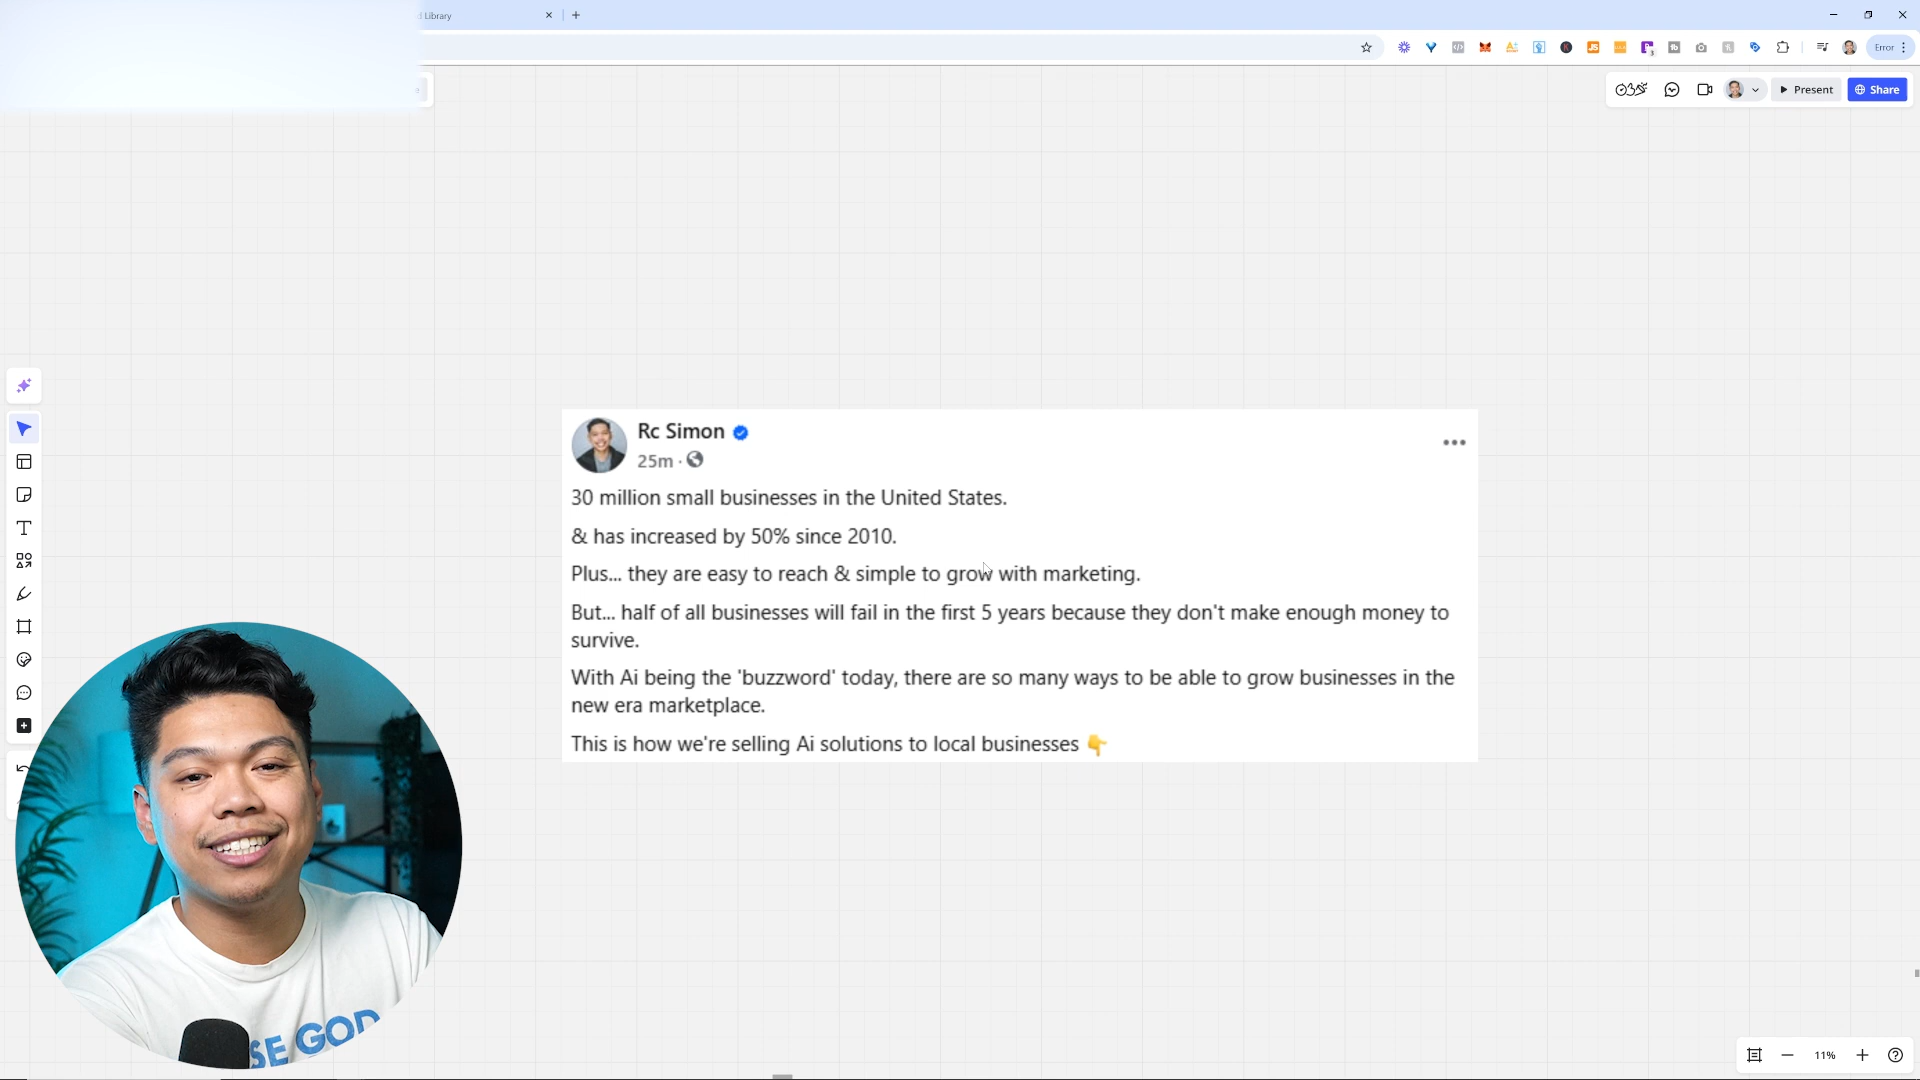 Library
Error
Present
Share
Rc Simon
25m ·
30 million small businesses in the United States.
& has increased by 50% since 2010.
Plus... they are easy to reach & simple to grow with marketing.
But... half of all businesses will fail in the first 5 years because they don't make enough money to
survive.
With Ai being the 'buzzword' today, there are so many ways to be able to grow businesses in the
new era marketplace.
This is how we're selling Ai solutions to local businesses 👇
SE GOD
11%